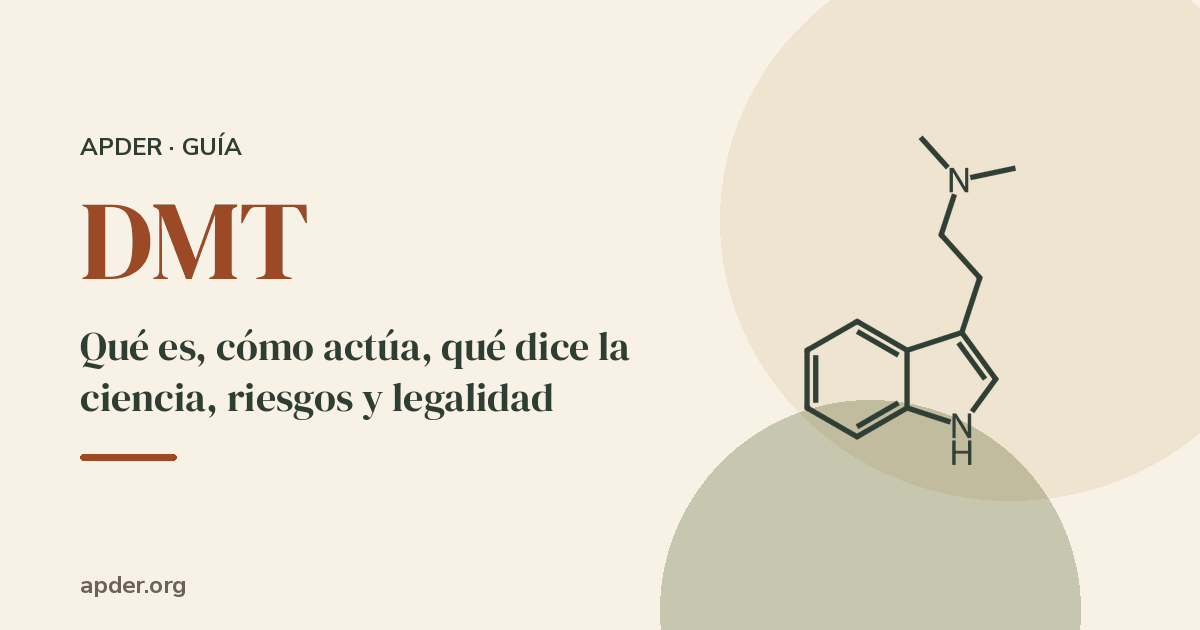 APDER · GUÍA
DMT
Qué es, cómo actúa, qué dice la
ciencia, riesgos y legalidad
N
N
H
apder.org